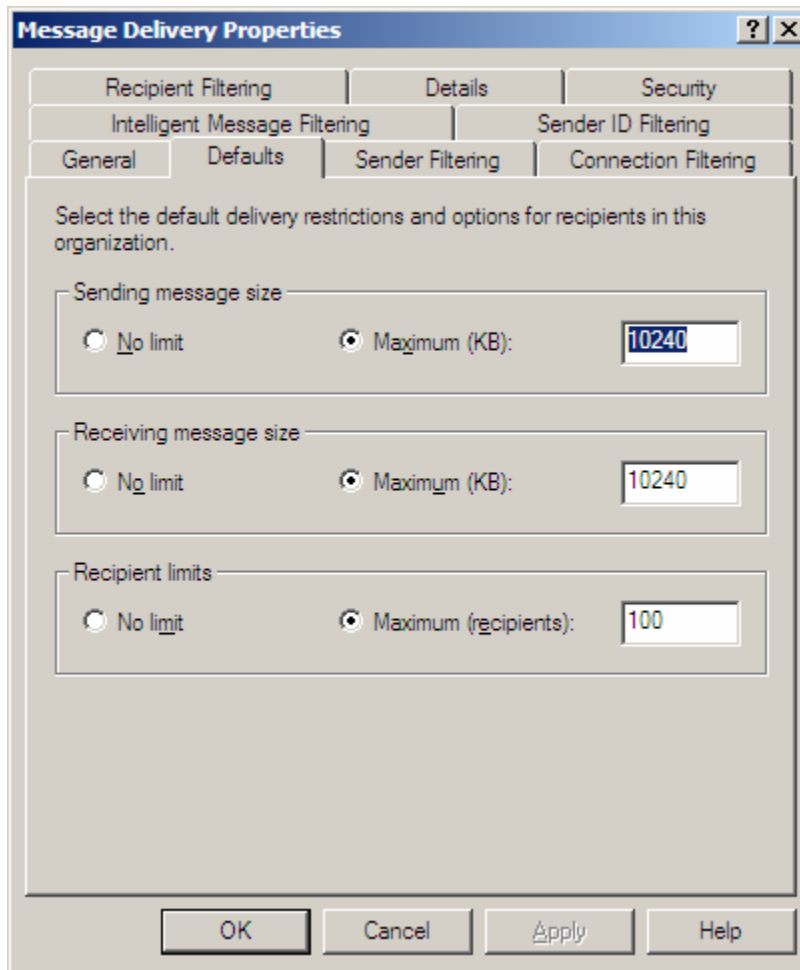 Message Delivery Properties
Recipient Filtering Details Security
Intelligent Message Filtering Sender ID Filtering
General Defaults Sender Filtering Connection Filtering
Select the default delivery restrictions and options for recipients in this
organization.
Sending message size
No limit Maximum (KB): 10240
Receiving message size
No limit Maximum (KB): 10240
Recipient limits
No limit Maximum (recipients): 100
OK Cancel Apply Help